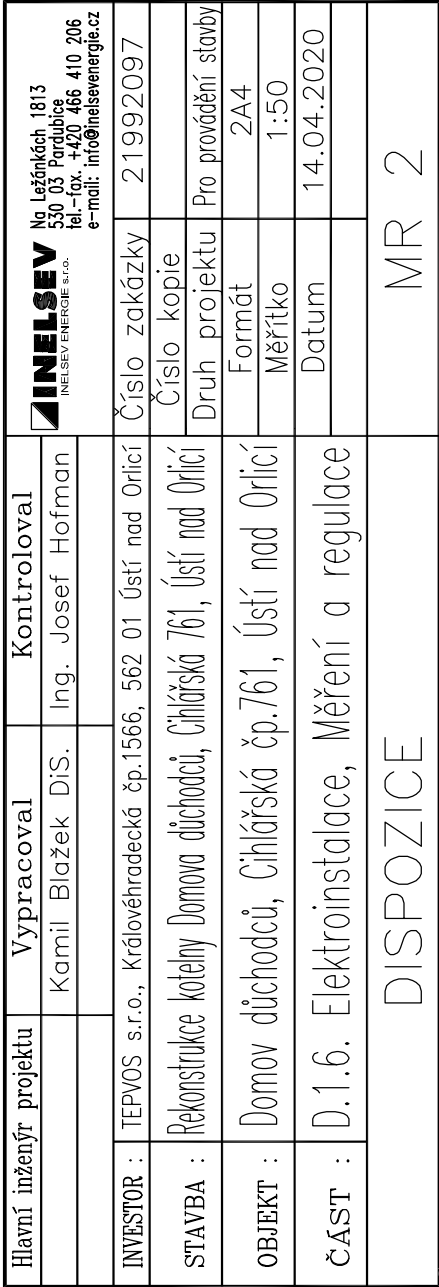 Hlavní inženýr projektu
Vypracoval
Kontroloval
Kamil Blažek DiS.
Ing. Josef Hofman
INELSEV
INELSEV ENERGIE s.r.o.
Na Ležánkách 1813
530 03 Pardubice
tel.-fax. +420 466 410 206
e-mail: info@inelsevenergie.cz
INVESTOR : TEPVOS s.r.o., Královéhradecká čp.1566, 562 01 Ústí nad Orlicí
Číslo zakázky 21992097
STAVBA : Rekonstrukce kotelny Domova důchodců, Cihlářská 761, Ústí nad Orlicí
Číslo kopie
Druh projektu Pro provádění stavby
OBJEKT : Domov důchodců, Cihlářská čp.761, Ústí nad Orlicí
Formát 2A4
Měřítko 1:50
ČÁST : D.1.6. Elektroinstalace, Měření a regulace
Datum 14.04.2020
DISPOZICE
MR 2